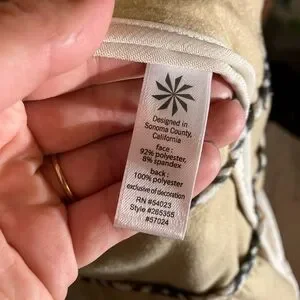 Designed in
Sonoma County,
California
face :
92% polyester,
8% spandex
back :
100% polyester
exclusive of decoration
RN #54023
Style #265355
#57024